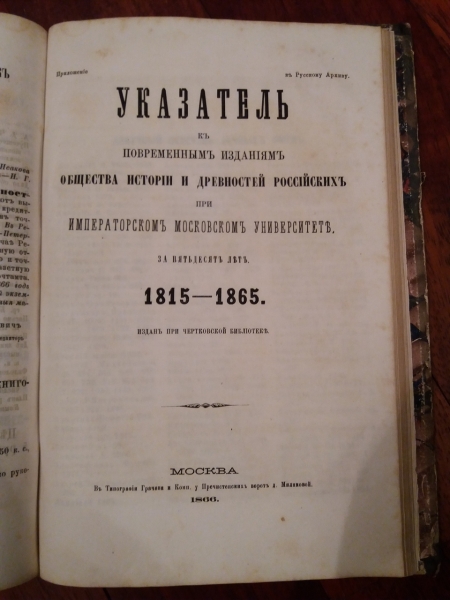 Приложеніе
къ Русскому Архиву.
УКАЗАТЕЛЬ
КЪ
ПОВРЕМЕННЫМЪ ИЗДАНІЯМЪ
ОБЩЕСТВА ИСТОРІИ И ДРЕВНОСТЕЙ РОССІЙСКИХЪ
ПРИ
ИМПЕРАТОРСКОМЪ МОСКОВСКОМЪ УНИВЕРСИТЕТѢ,
ЗА ПЯТЬДЕСЯТЪ ЛѢТЪ,
1815—1865.
ИЗДАНЪ ПРИ ЧЕРТКОВСКОЙ БИБЛІОТЕКѢ.
МОСКВА.
Въ Типографіи Грачева и Комп. у Пречистенскихъ воротъ д. Миляковой.
1866.